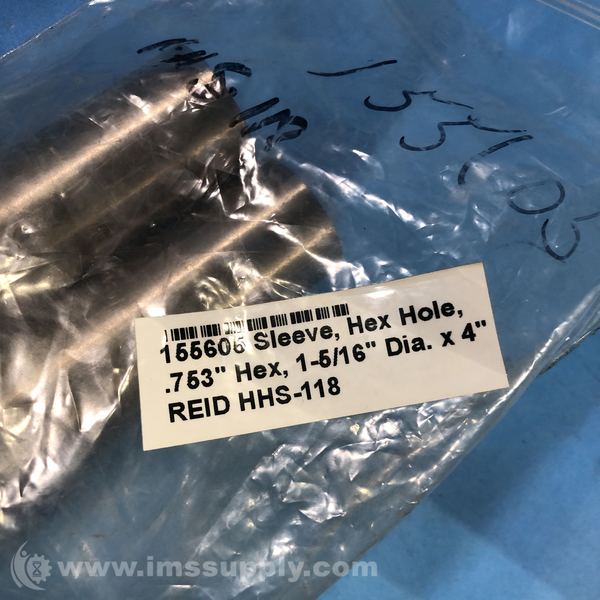 155605 Sleeve, Hex Hole,
.753" Hex, 1-5/16" Dia. x 4"
REID HHS-118
155605
www.imssupply.com